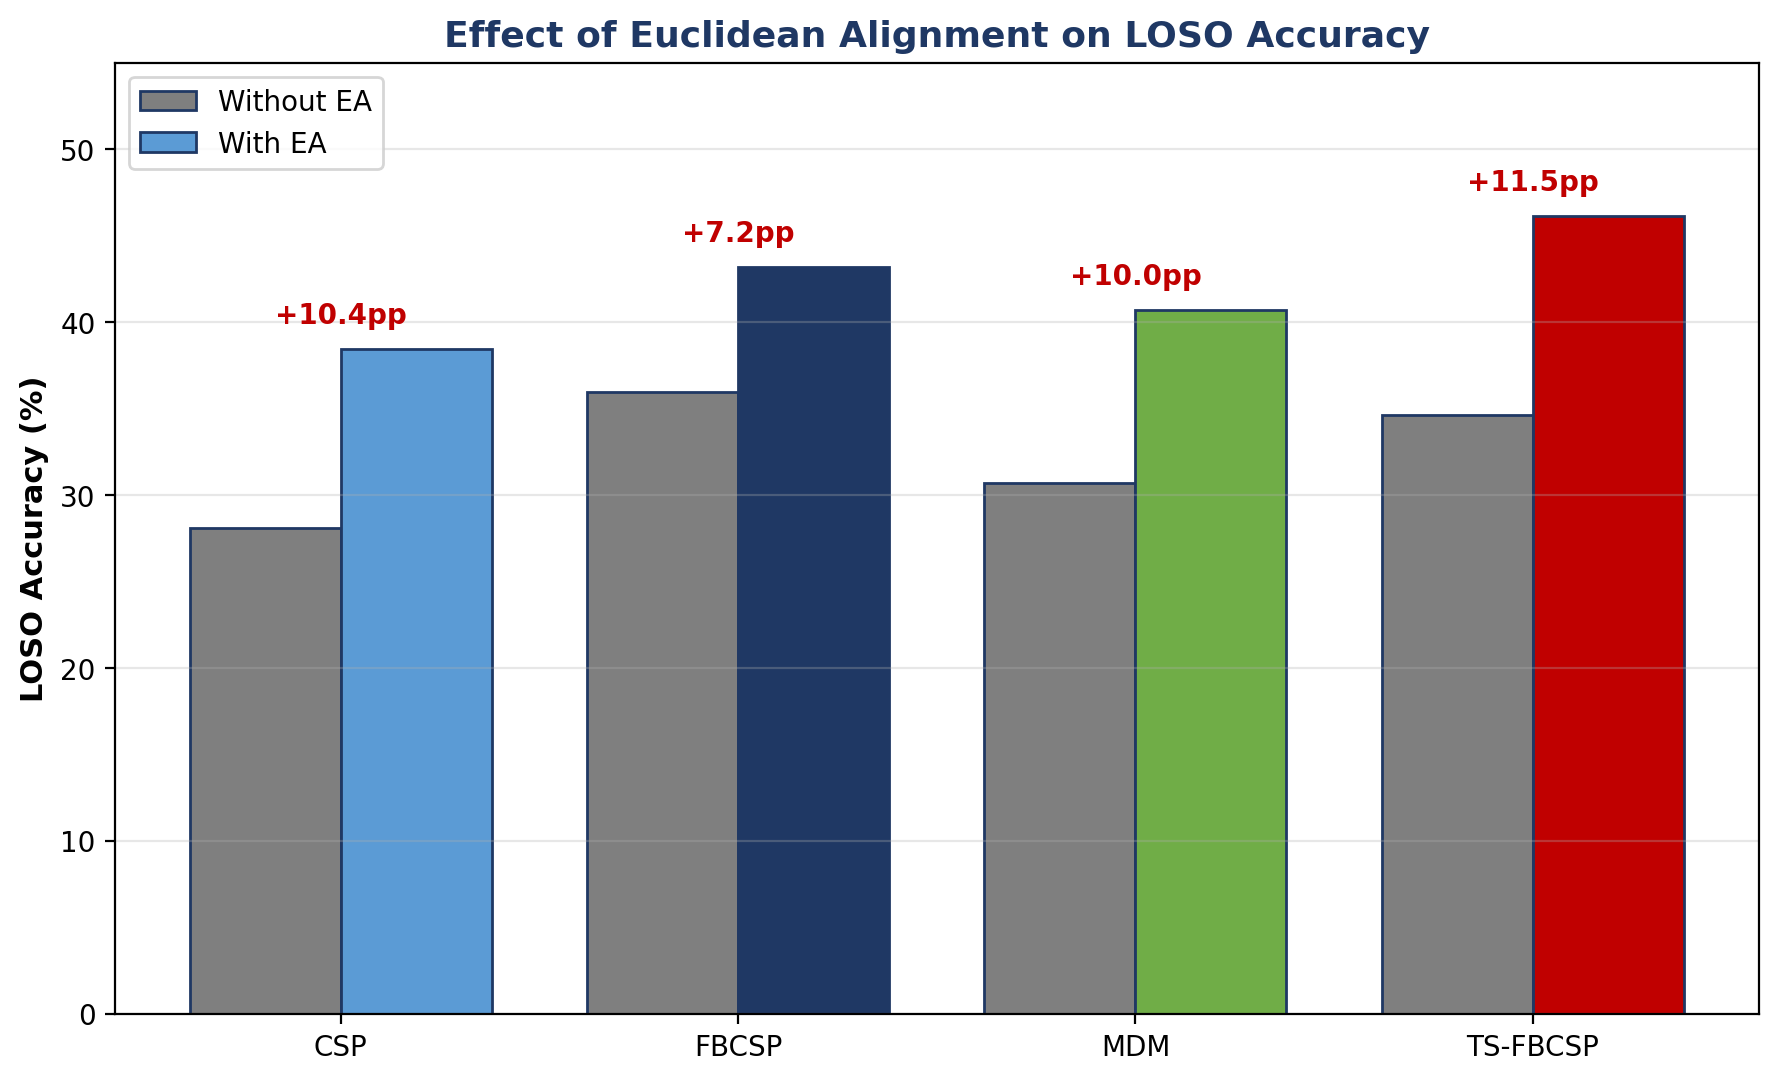 Effect of Euclidean Alignment on LOSO Accuracy
Without EA
With EA
LOSO Accuracy (%)
50
40
30
20
10
0
+10.4pp
+7.2pp
+10.0pp
+11.5pp
CSP
FBCSP
MDM
TS-FBCSP